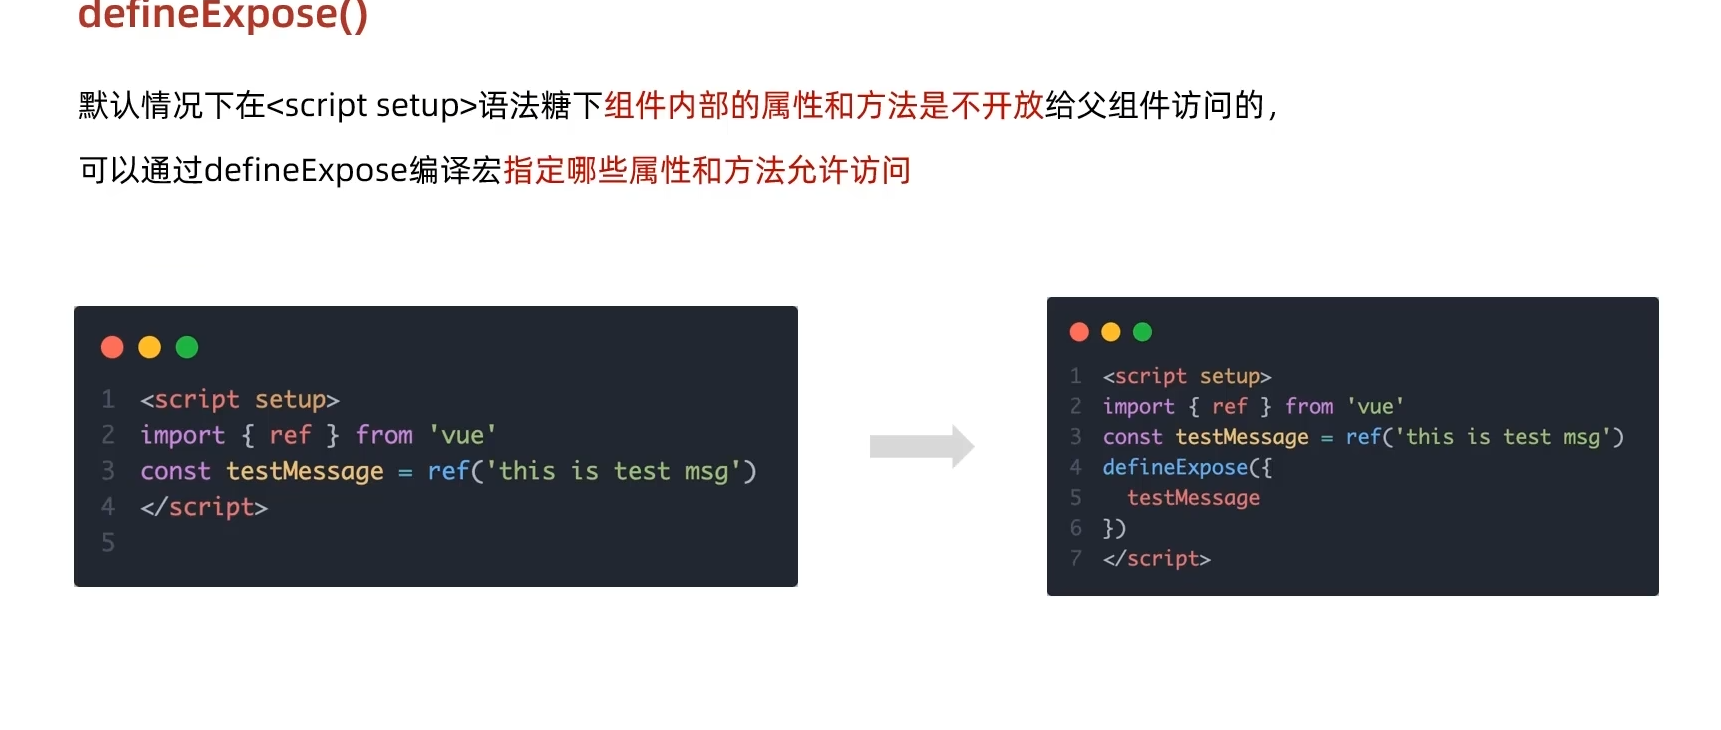 defineExpose()
默认情况下在<script setup>语法糖下组件内部的属性和方法是不开放给父组件访问的,
可以通过defineExpose编译宏指定哪些属性和方法允许访问
1 <script setup>
2 import { ref } from 'vue'
3 const testMessage = ref('this is test msg')
4 </script>
5
1 <script setup>
2 import { ref } from 'vue'
3 const testMessage = ref('this is test msg')
4 defineExpose({
5   testMessage
6 })
7 </script>